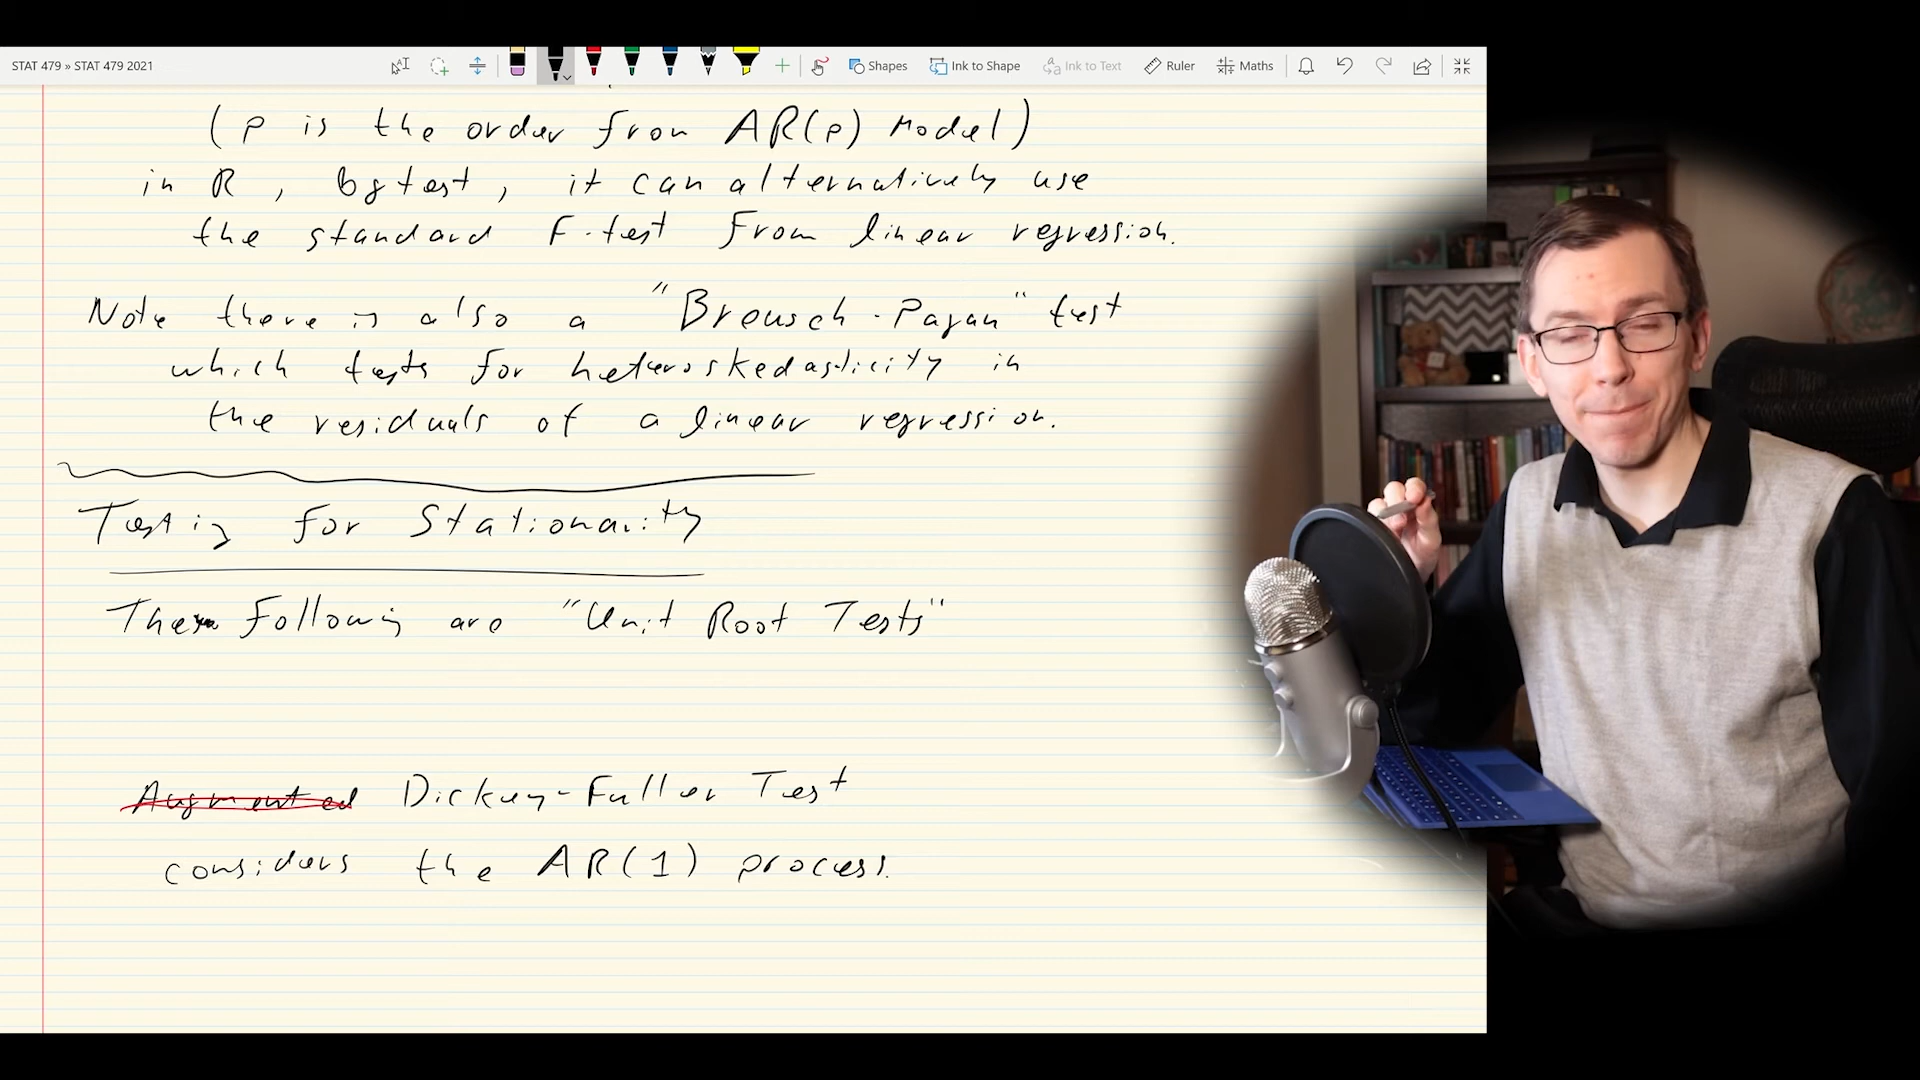 STAT 479 » STAT 479 2021
Shapes
Ink to Shape
Ink to Text
Ruler
Maths
(p is the order from AR(p) Model)
in R, bgtest, it can alternatively use
the standard F-test from linear regression.
Note there is also a "Breusch-Pagan" test
which tests for heteroskedasticity in
the residuals of a linear regression.
Testing for Stationarity
The Following are "Unit Root Tests"
Augmented Dickey-Fuller Test
considers the AR(1) process.